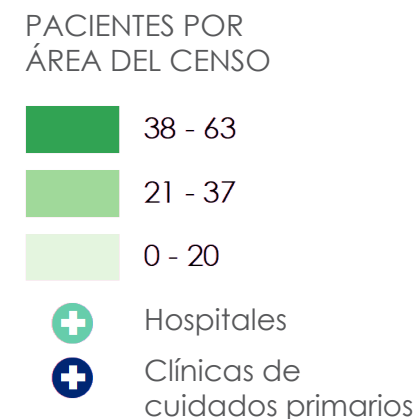 PACIENTES POR
ÁREA DEL CENSO
38 - 63
21 - 37
0 - 20
Hospitales
Clínicas de
cuidados primarios